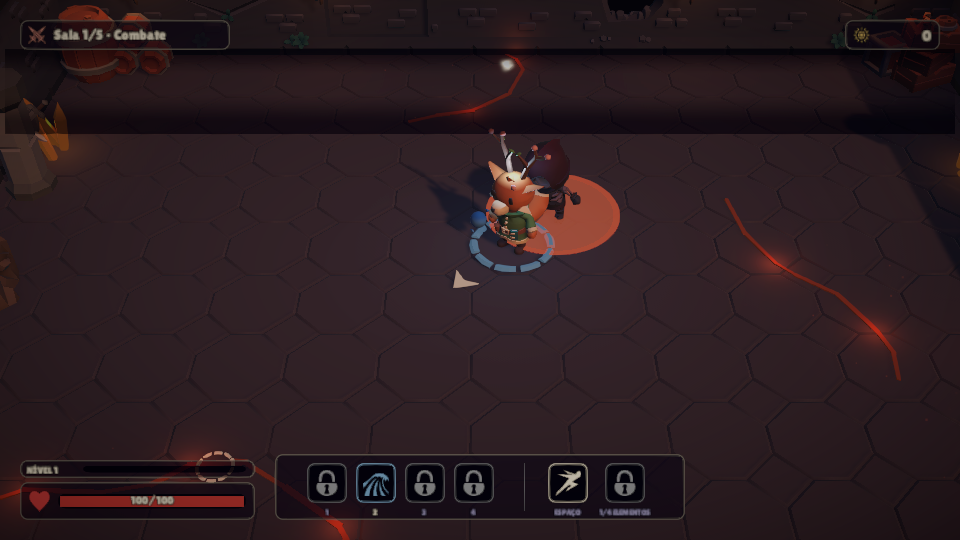 Sala 1/5 - Combate
0
NÍVEL 1
100/100
1
2
3
4
ESPAÇO
1/4 ELEMENTOS